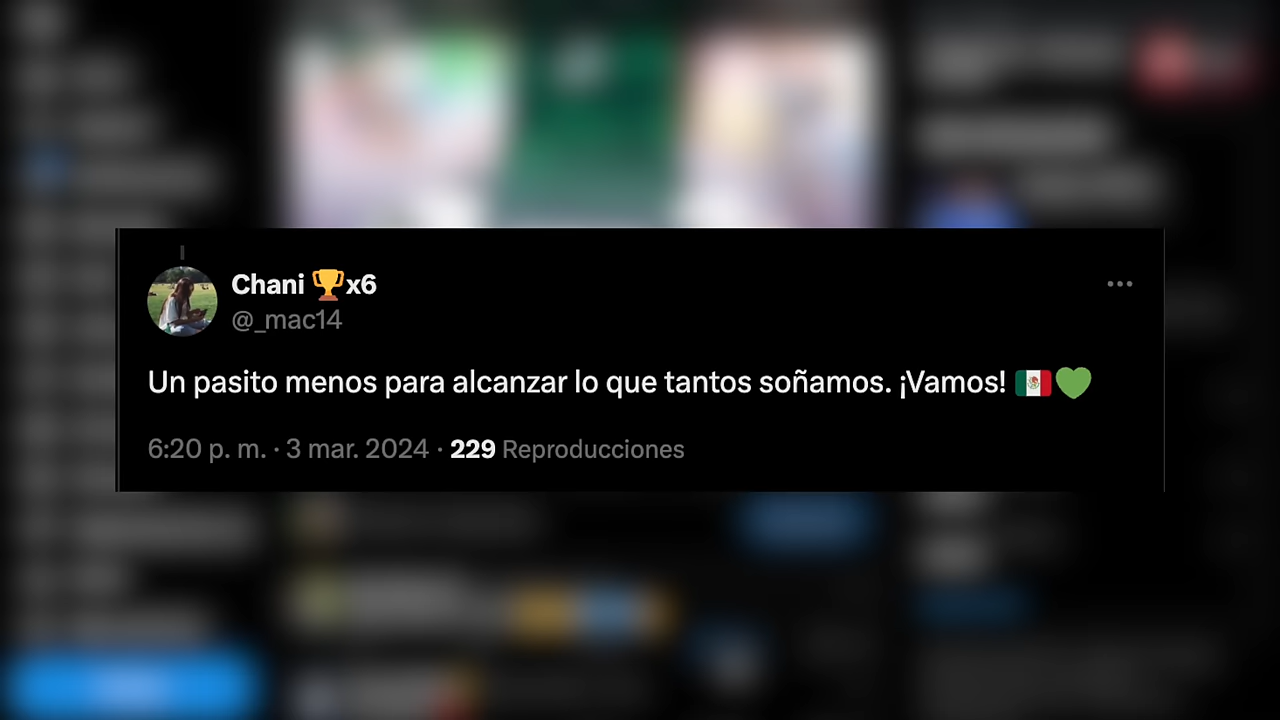 Chani 🏆x6
@_mac14
Un pasito menos para alcanzar lo que tantos soñamos. ¡Vamos! 🇲🇽💚
6:20 p. m. · 3 mar. 2024 · 229 Reproducciones